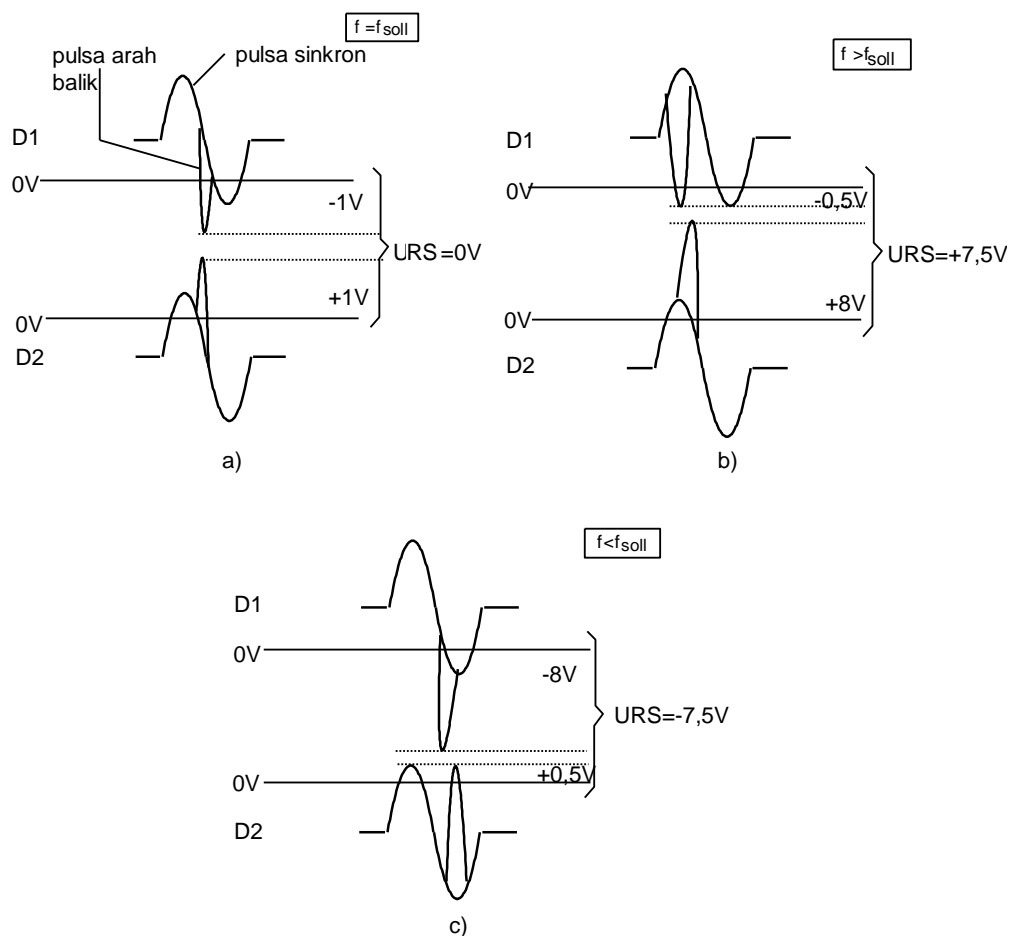 f =fsoll
pulsa arah
balik
pulsa sinkron
D1
0V
-1V
URS=0V
+1V
0V
D2
a)
f >fsoll
D1
0V
-0,5V
URS=+7,5V
+8V
0V
D2
b)
f<fsoll
D1
0V
-8V
URS=-7,5V
+0,5V
0V
D2
c)